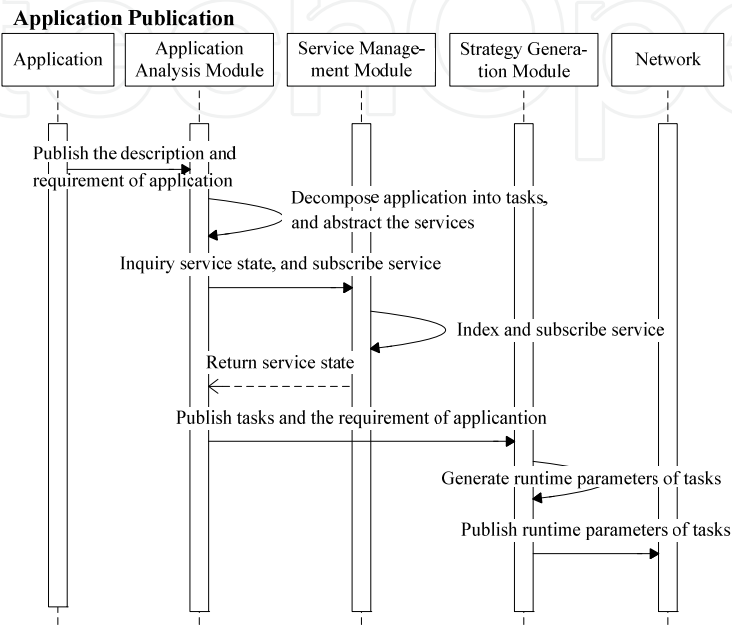 Application Publication
Application
Application
Analysis Module
Service Manage-
ment Module
Strategy Genera-
tion Module
Network
Publish the description and
requirement of application
Decompose application into tasks,
and abstract the services
Inquiry service state, and subscribe service
Index and subscribe service
Return service state
Publish tasks and the requirement of applicantion
Generate runtime parameters of tasks
Publish runtime parameters of tasks